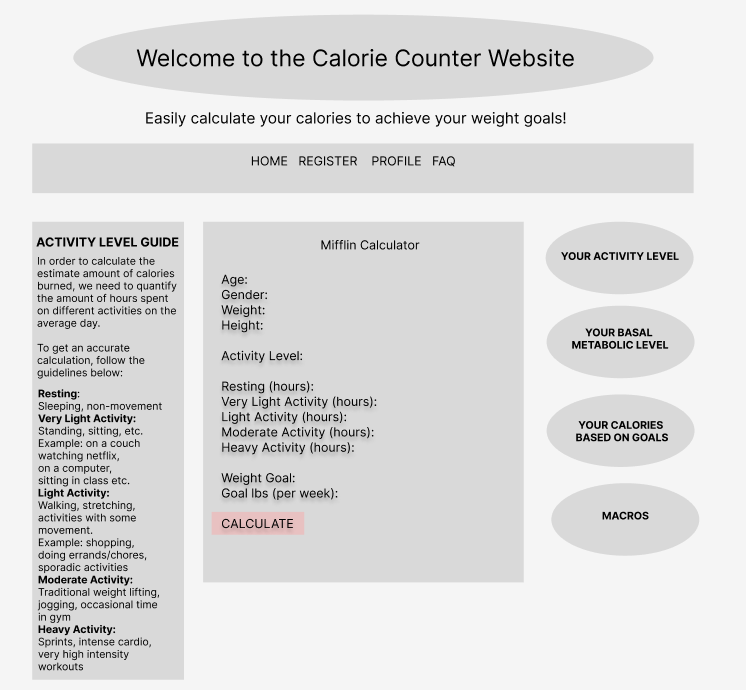 Welcome to the Calorie Counter Website
Easily calculate your calories to achieve your weight goals!
HOME REGISTER PROFILE FAQ
ACTIVITY LEVEL GUIDE
In order to calculate the
estimate amount of calories
burned, we need to quantify
the amount of hours spent
on different activities on the
average day.
To get an accurate
calculation, follow the
guidelines below:
Resting:
Sleeping, non-movement
Very Light Activity:
Standing, sitting, etc.
Example: on a couch
watching netflix,
on a computer,
sitting in class etc.
Light Activity:
Walking, stretching,
activities with some
movement.
Example: shopping,
doing errands/chores,
sporadic activities
Moderate Activity:
Traditional weight lifting,
jogging, occasional time
in gym
Heavy Activity:
Sprints, intense cardio,
very high intensity
workouts
Mifflin Calculator
Age:
Gender:
Weight:
Height:
Activity Level:
Resting (hours):
Very Light Activity (hours):
Light Activity (hours):
Moderate Activity (hours):
Heavy Activity (hours):
Weight Goal:
Goal lbs (per week):
CALCULATE
YOUR ACTIVITY LEVEL
YOUR BASAL
METABOLIC LEVEL
YOUR CALORIES
BASED ON GOALS
MACROS